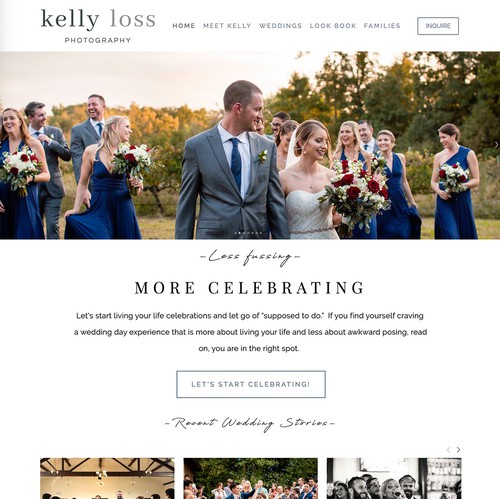 kelly loss
PHOTOGRAPHY
HOME MEET KELLY WEDDINGS LOOK BOOK FAMILIES INQUIRE
-Less fussing-
MORE CELEBRATING
Let's start living your life celebrations and let go of "supposed to do." If you find yourself craving
a wedding day experience that is more about living your life and less about awkward posing, read
on, you are in the right spot.
LET'S START CELEBRATING!
-Recent Wedding Stories-